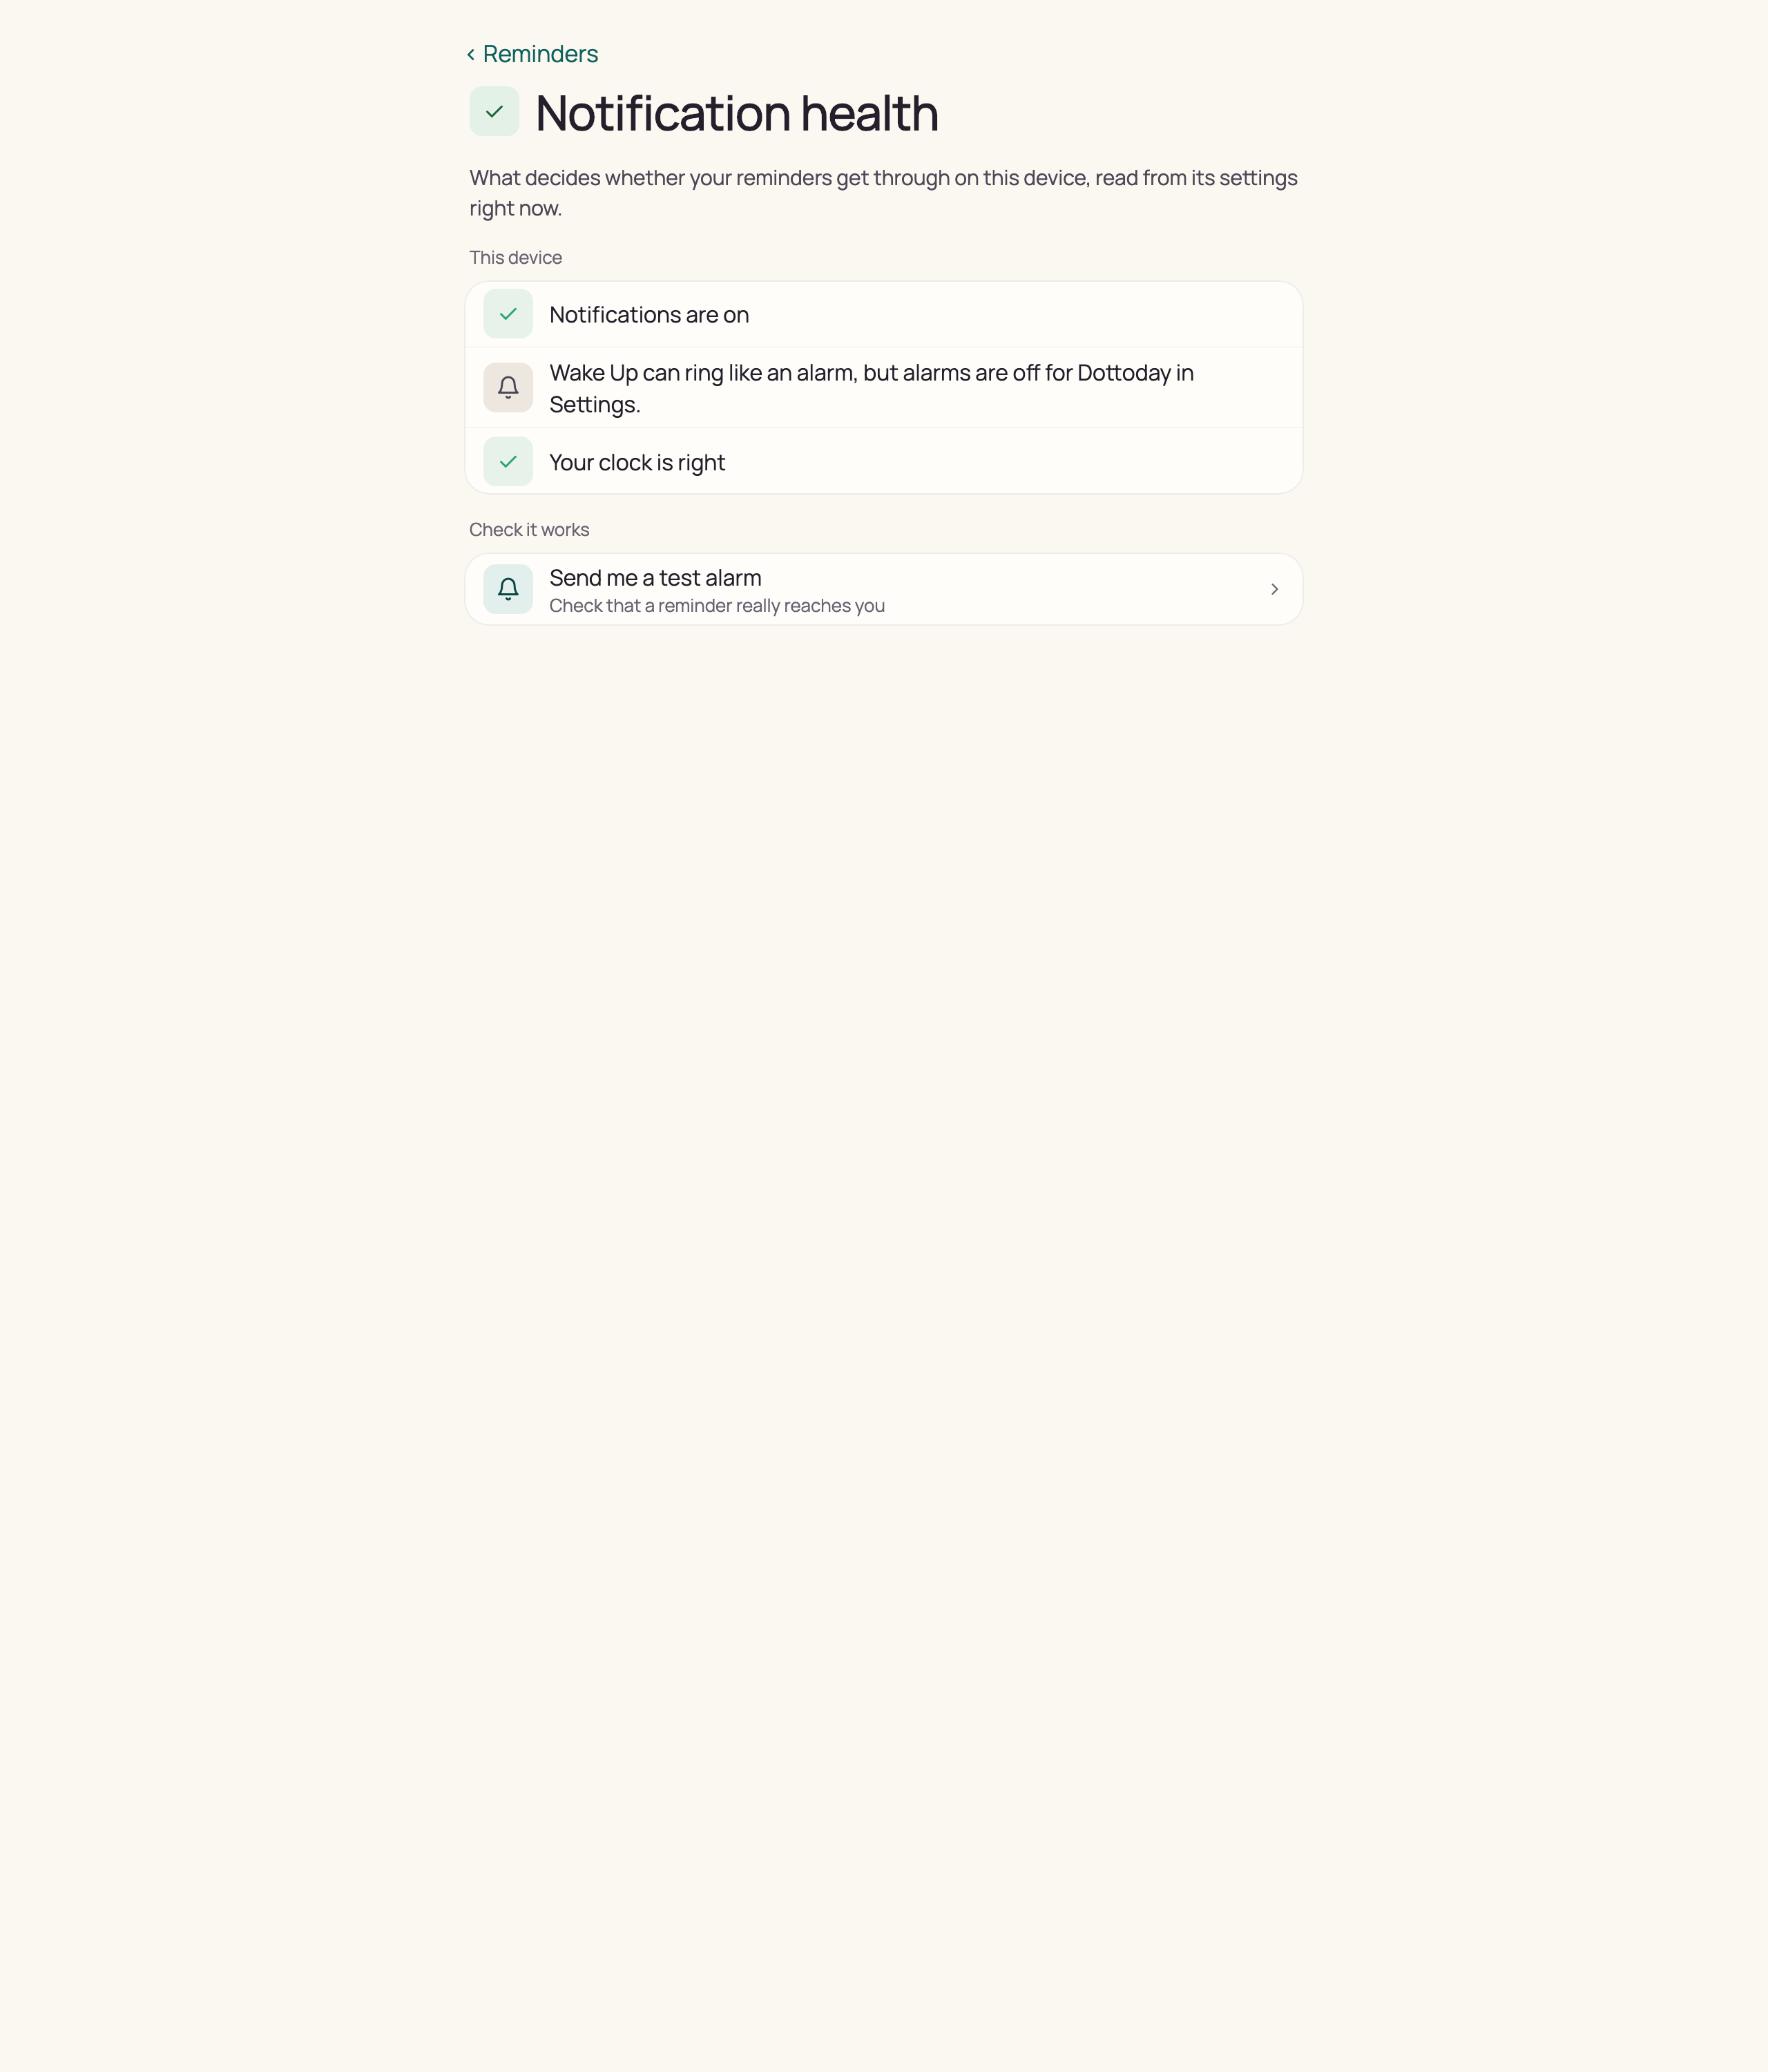 Reminders
Notification health
What decides whether your reminders get through on this device, read from its settings
right now.
This device
Notifications are on
Wake Up can ring like an alarm, but alarms are off for Dottoday in
Settings.
Your clock is right
Check it works
Send me a test alarm
Check that a reminder really reaches you